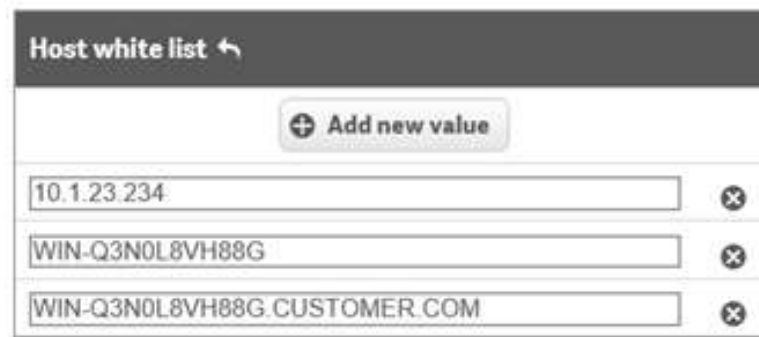 Host white list
Add new value
10.1.23.234
WIN-Q3N0L8VH88G
WIN-Q3N0L8VH88G.CUSTOMER.COM